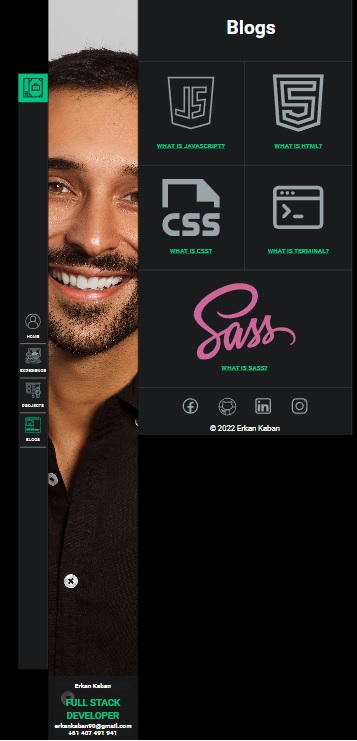 Blogs
JS
WHAT IS JAVASCRIPT?
WHAT IS HTML?
CSS
WHAT IS CSS?
WHAT IS TERMINAL?
Sass
WHAT IS SASS?
HOME
EXPERIENCE
PROJECTS
BLOGS
© 2022 Erkan Kaban
Erkan Kaban
FULL STACK
DEVELOPER
erkankaban90@gmail.com
+61 407 491 941